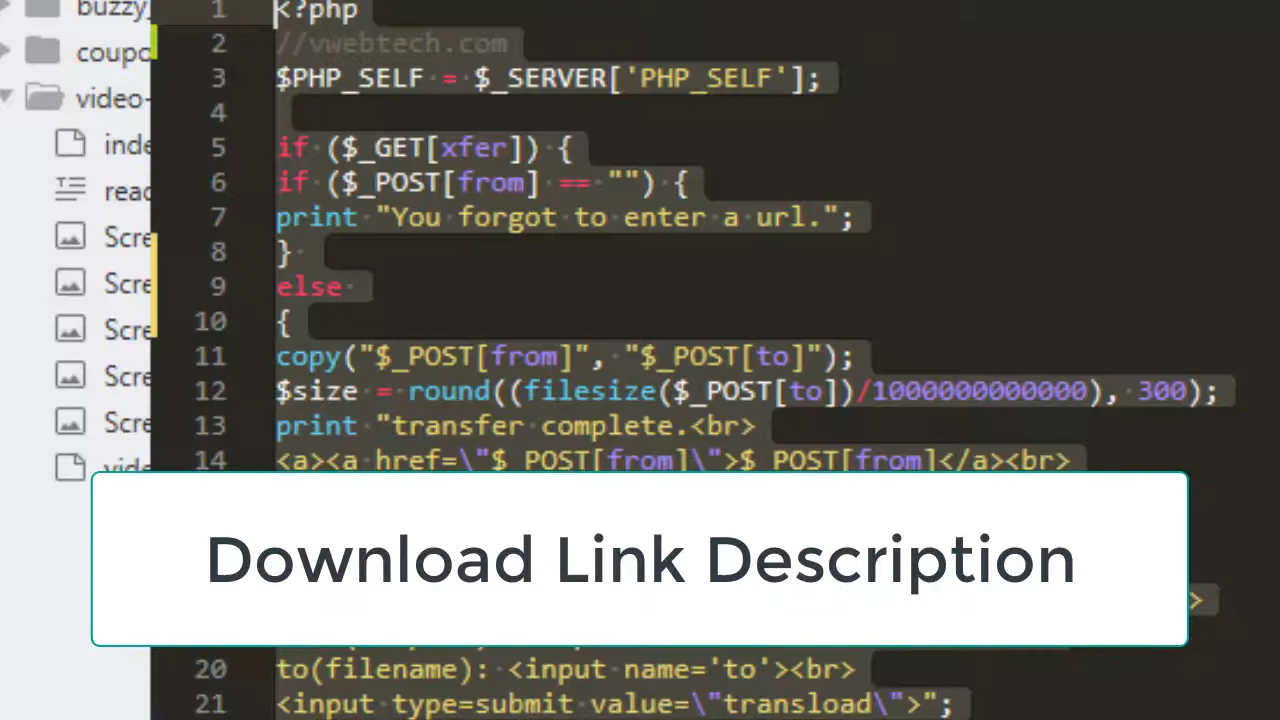 buzzy_
coupo
video-
inde
read
Scre
Scre
Scre
Scre
Scre
vide
1 <?php
2 //vwebtech.com
3 $PHP_SELF = $_SERVER['PHP_SELF'];
4
5 if ($_GET[xfer]) {
6 if ($_POST[from] == "") {
7 print "You forgot to enter a url.";
8 }
9 else
10 {
11 copy("$_POST[from]", "$_POST[to]");
12 $size = round((filesize($_POST[to])/1000000000000), 300);
13 print "transfer complete.<br>
14 <a><a href=\"$_POST[from]\">$_POST[from]</a><br>
Download Link Description
>
20 to(filename): <input name='to'><br>
21 <input type=submit value=\"transload\">";